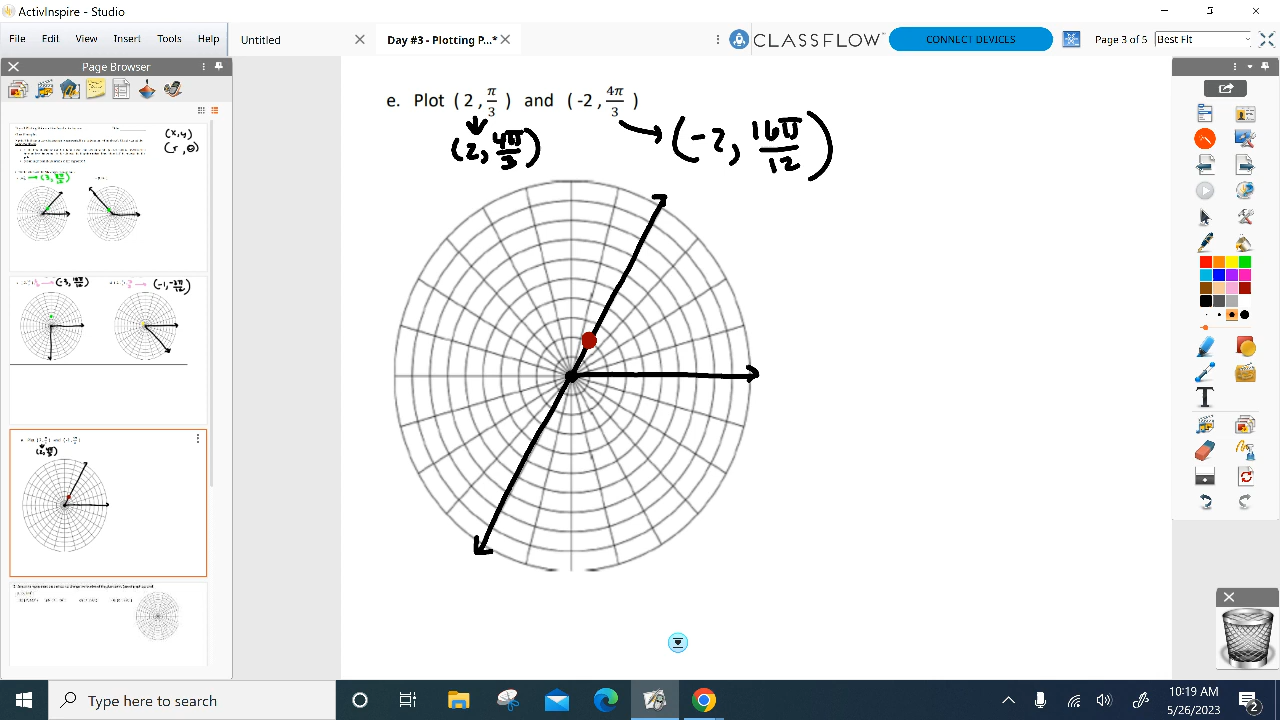 ActivInspire - Studio
File Edit View Insert Tools Help
Untitled
Day #3 - Plotting P...*
CLASSFLOW
CONNECT DEVICES
Page 3 of 5
Best Fit
Page Browser
e. Plot (2, π/3) and (-2, 4π/3)
(2, 4π/3)
(-2, 16π/12)
(x,y)
(r,θ)
Type here to search
10:19 AM
5/26/2023
2